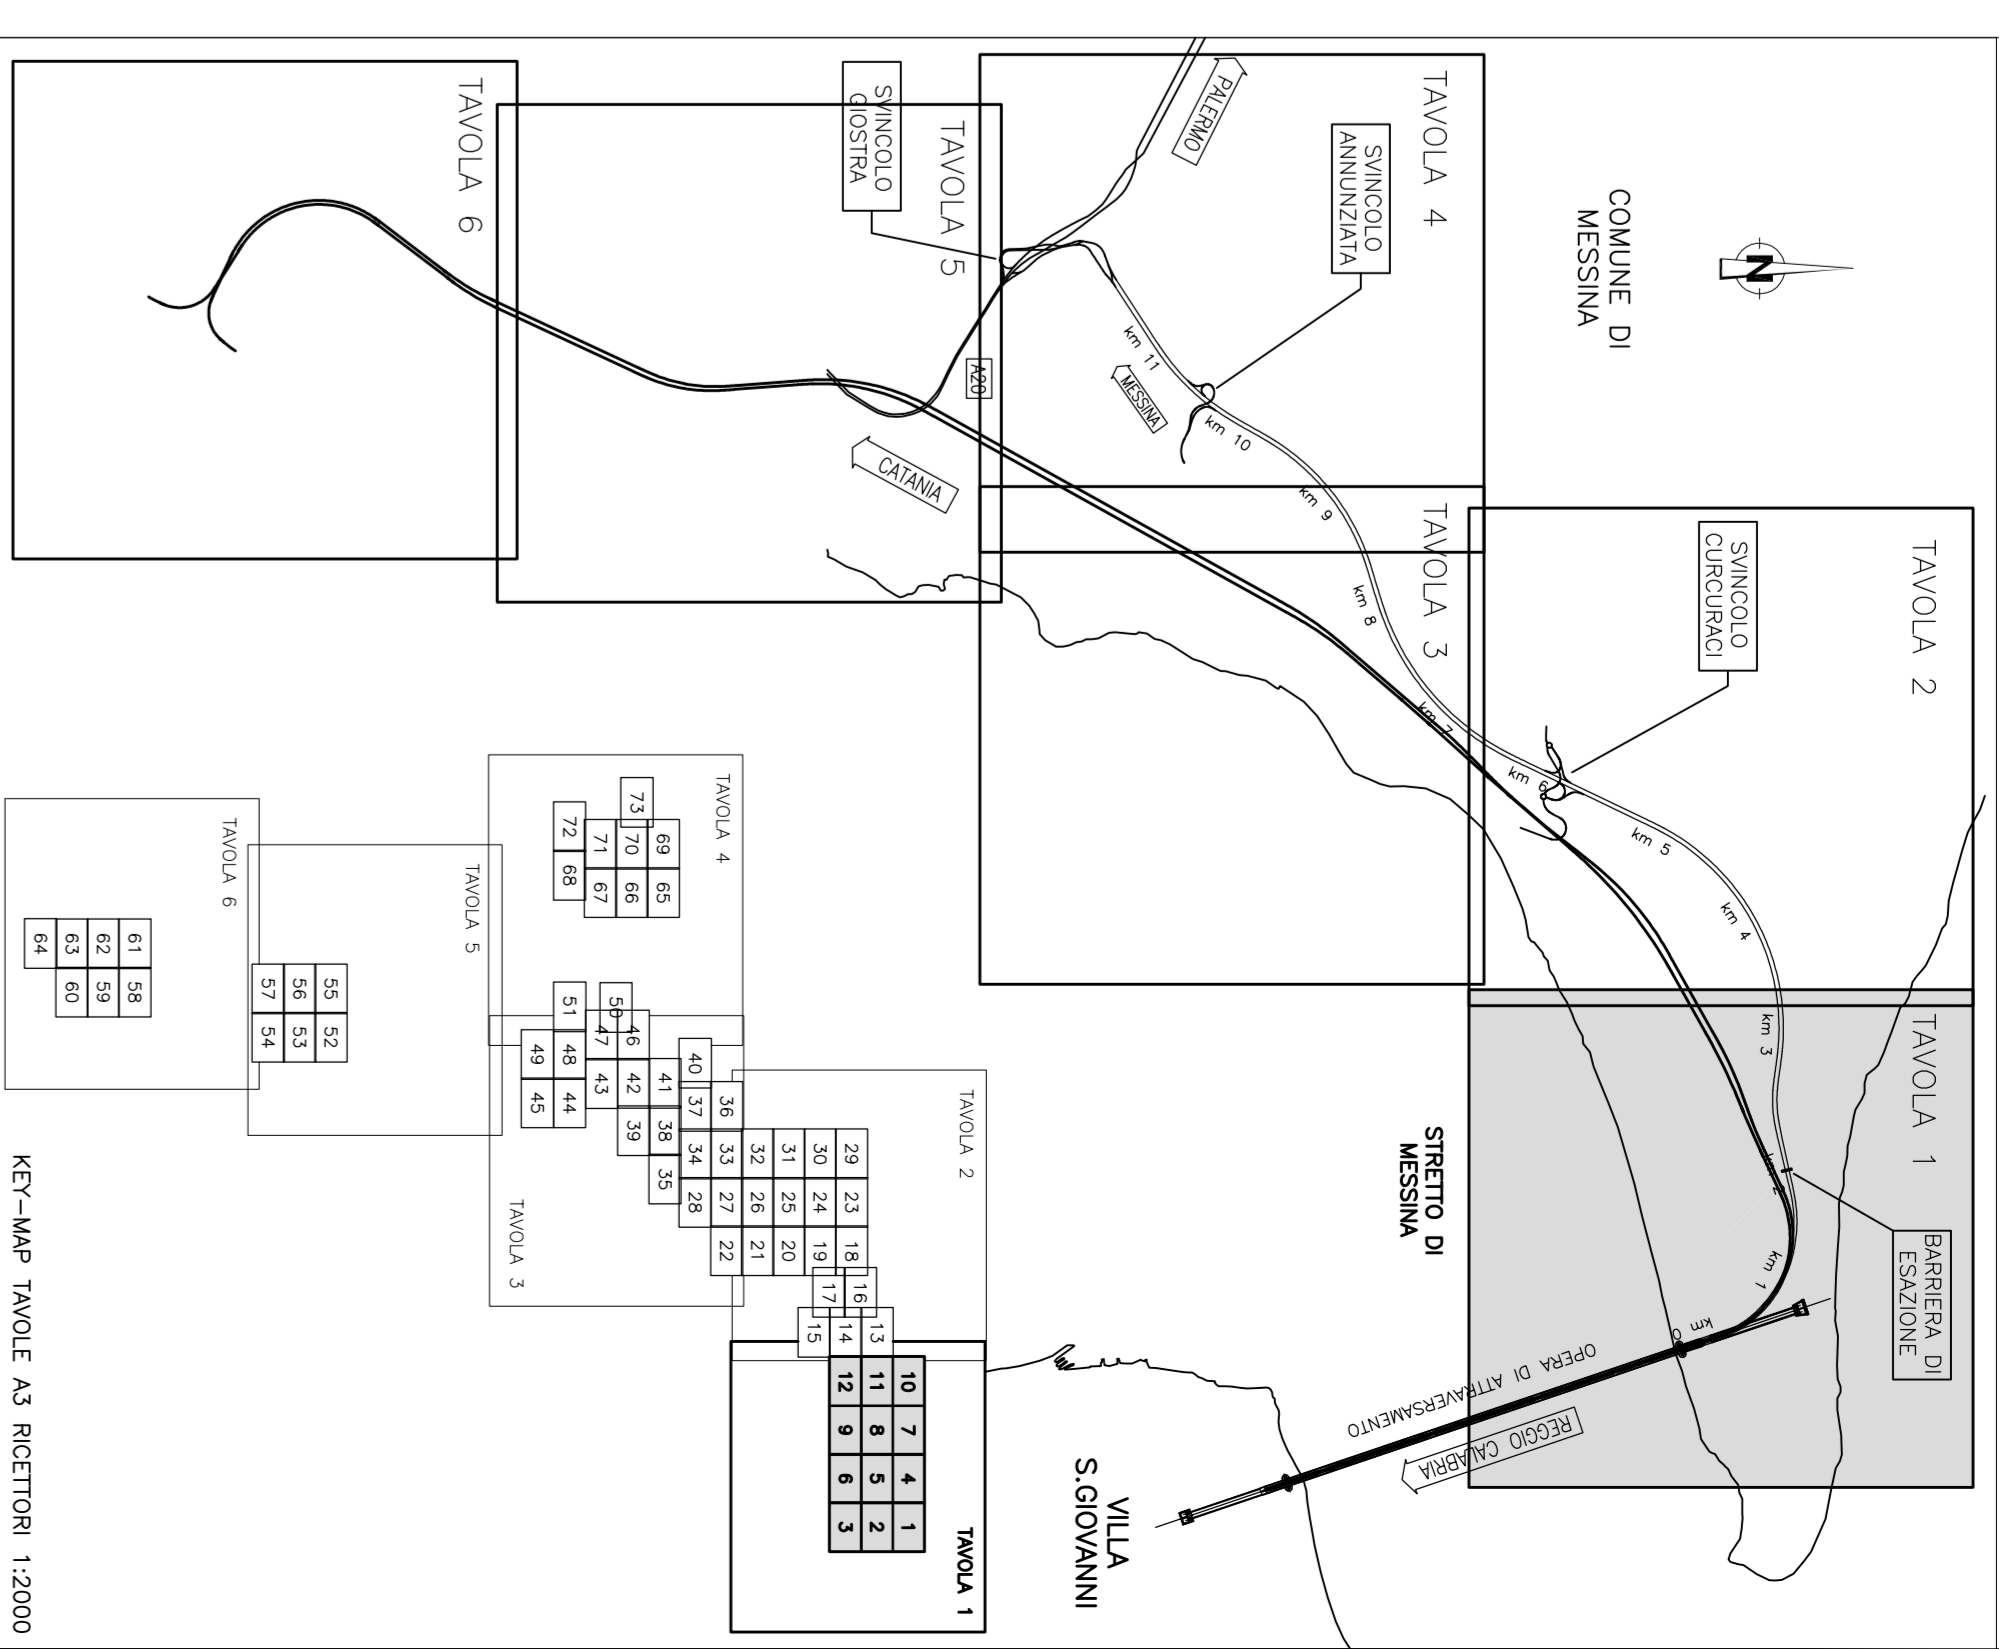 COMUNE DI
MESSINA
N
TAVOLA 1
TAVOLA 2
TAVOLA 3
TAVOLA 4
TAVOLA 5
TAVOLA 6
BARRIERA DI
ESAZIONE
SVINCOLO
CURCURACI
SVINCOLO
ANNUNZIATA
SVINCOLO
GIOSTRA
PALERMO
MESSINA
CATANIA
A20
km 0
km 1
km 2
km 3
km 4
km 5
km 6
km 7
km 8
km 9
km 10
km 11
OPERA DI ATTRAVERSAMENTO
REGGIO CALABRIA
STRETTO DI
MESSINA
VILLA
S.GIOVANNI
TAVOLA 1
10 7 4 1
11 8 5 2
12 9 6 3
TAVOLA 2
13
14
15
16
17
29 23 18
30 24 19
31 25 20
32 26 21
33 27 22
34 28
36
37
TAVOLA 3
40
41 38 35
42 39
46
47 43
50
51 48 44
49 45
TAVOLA 4
73
69 65
70 66
71 67
72 68
TAVOLA 5
55 52
56 53
57 54
TAVOLA 6
61 58
62 59
63 60
64
KEY-MAP TAVOLE A3 RICETTORI 1:2000